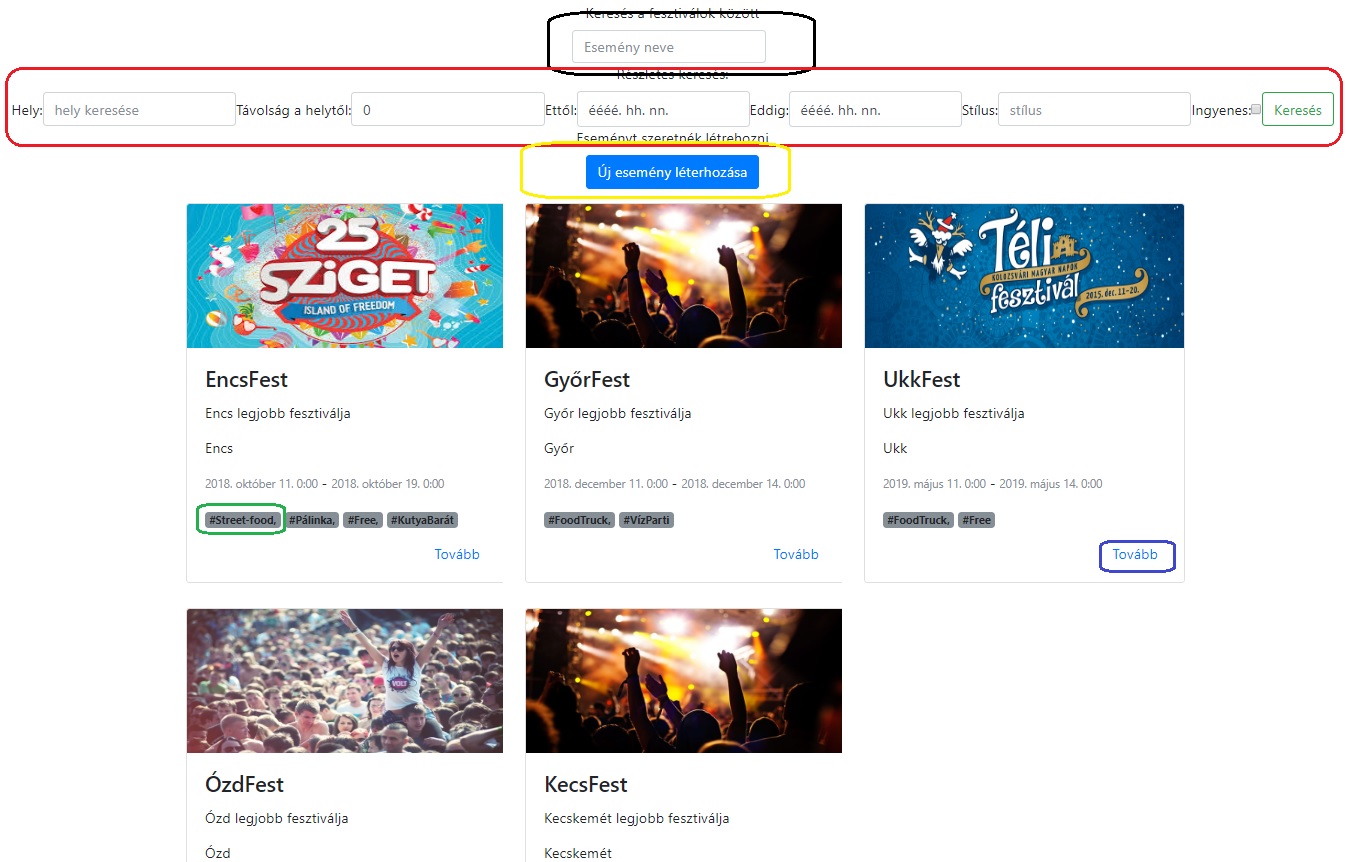 Keresés a fesztiválok között
Esemény neve
Részletes keresés:
Hely: hely keresése Távolság a helytől: 0 Ettől: éééé. hh. nn. Eddig: éééé. hh. nn. Stílus: stílus Ingyenes: Keresés
Eseményt szeretnék létrehozni
Új esemény léterhozása
25
SZIGET
ISLAND OF FREEDOM
Téli
KOLOZSVÁRI MAGYAR NAPOK
fesztivál
2015. dec. 11-20.
EncsFest
Encs legjobb fesztiválja
Encs
2018. október 11. 0:00 - 2018. október 19. 0:00
#Street-food, #Pálinka, #Free, #KutyaBarát
Tovább
GyőrFest
Győr legjobb fesztiválja
Győr
2018. december 11. 0:00 - 2018. december 14. 0:00
#FoodTruck, #VízParti
Tovább
UkkFest
Ukk legjobb fesztiválja
Ukk
2019. május 11. 0:00 - 2019. május 14. 0:00
#FoodTruck, #Free
Tovább
VOLT
ÓzdFest
Ózd legjobb fesztiválja
Ózd
KecsFest
Kecskemét legjobb fesztiválja
Kecskemét